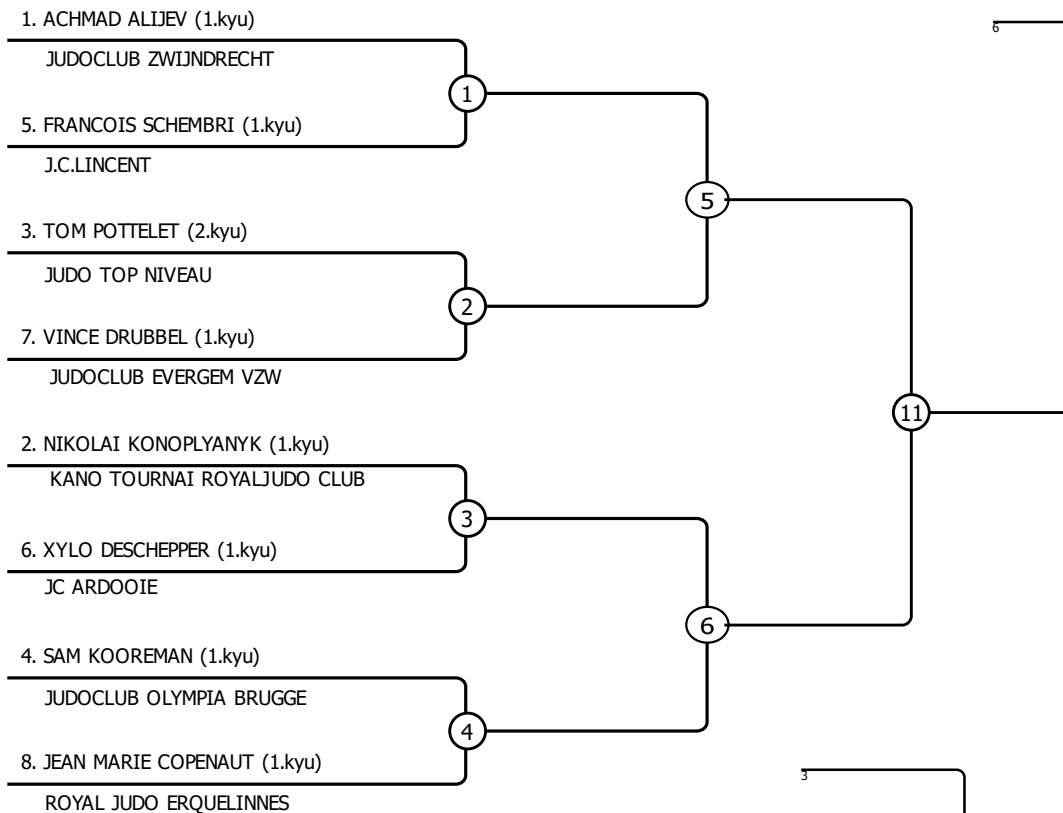 1. ACHMAD ALIJEV (1.kyu)
6
JUDOCLUB ZWIJNDRECHT
1
5. FRANCOIS SCHEMBRI (1.kyu)
J.C.LINCENT
5
3. TOM POTTELET (2.kyu)
JUDO TOP NIVEAU
2
7. VINCE DRUBBEL (1.kyu)
JUDOCLUB EVERGEM VZW
11
2. NIKOLAI KONOPLYANYK (1.kyu)
KANO TOURNAI ROYALJUDO CLUB
3
6. XYLO DESCHEPPER (1.kyu)
JC ARDOOIE
6
4. SAM KOOREMAN (1.kyu)
JUDOCLUB OLYMPIA BRUGGE
4
8. JEAN MARIE COPENAUT (1.kyu)
3
ROYAL JUDO ERQUELINNES